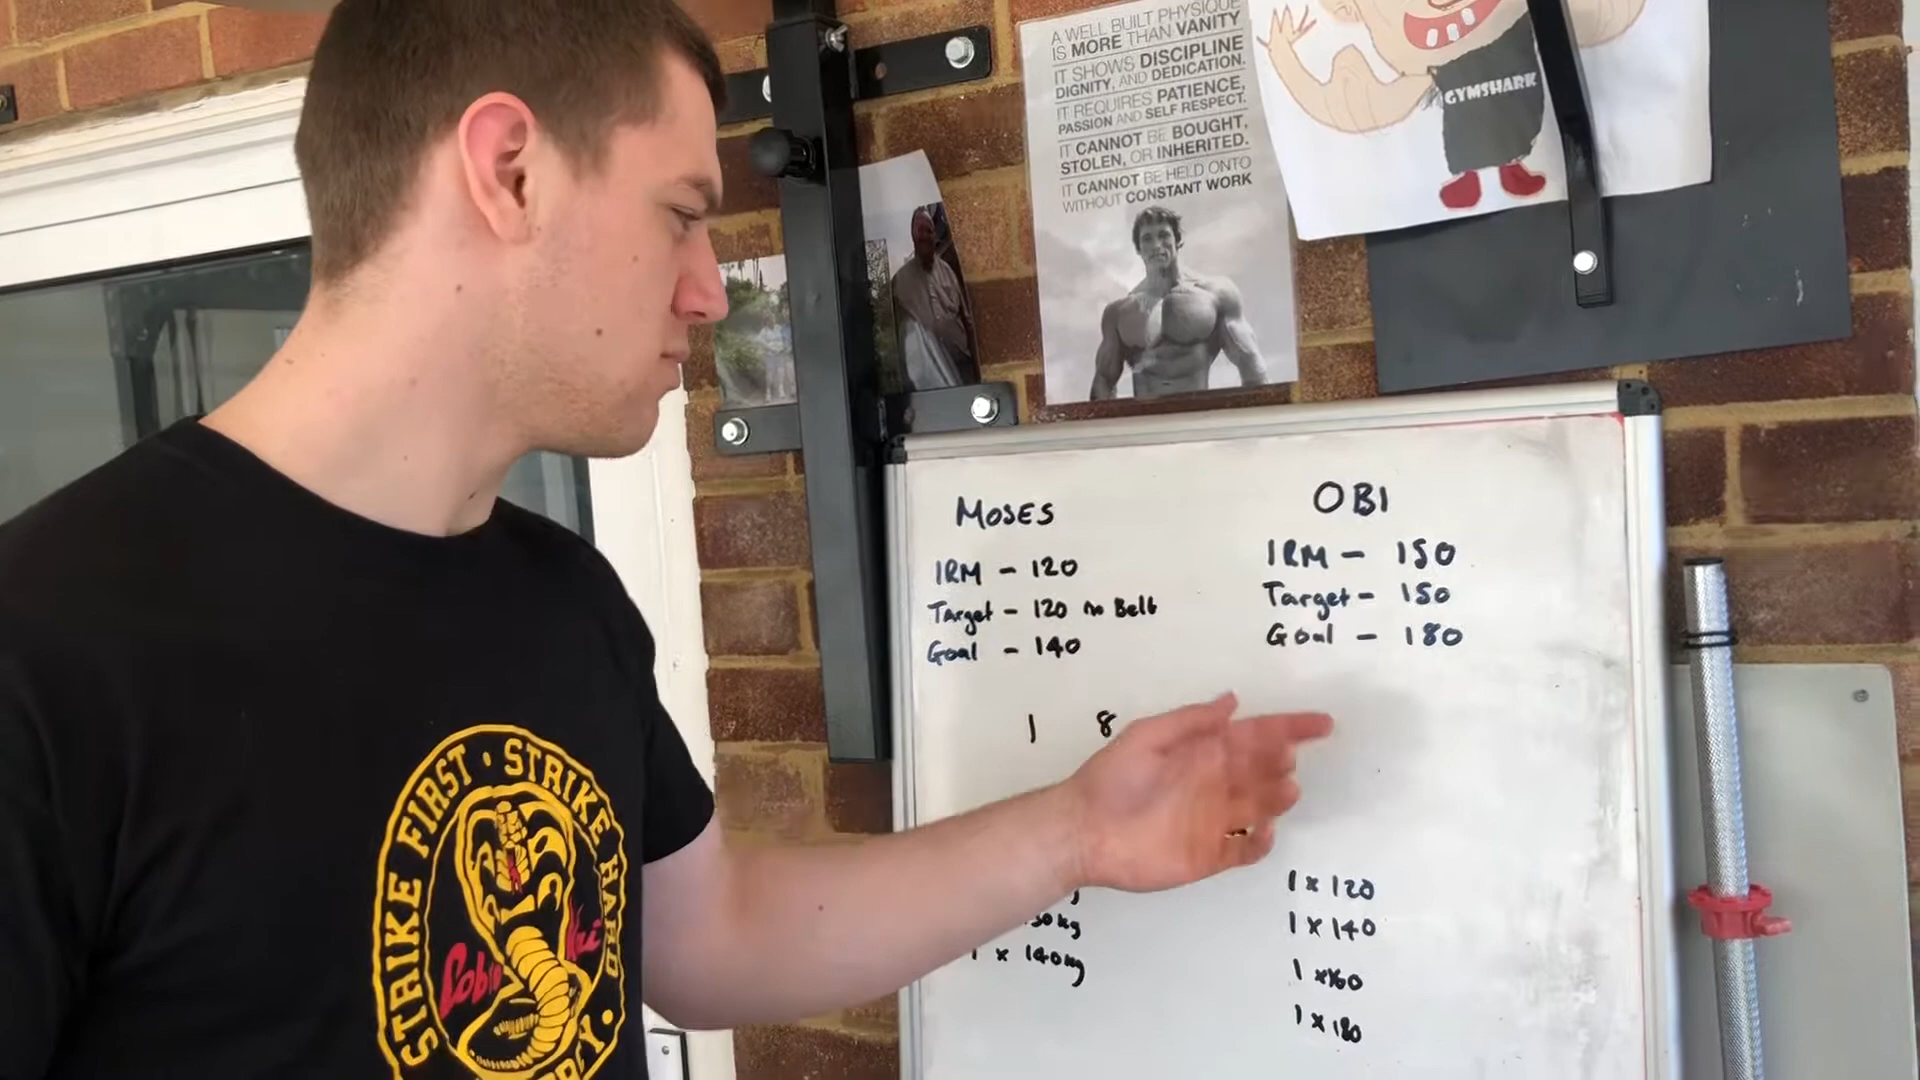 A WELL BUILT PHYSIQUE
IS MORE THAN VANITY
IT SHOWS DISCIPLINE
DIGNITY, AND DEDICATION.
IT REQUIRES PATIENCE,
PASSION AND SELF RESPECT.
IT CANNOT BE BOUGHT,
STOLEN, OR INHERITED.
IT CANNOT BE HELD ONTO
WITHOUT CONSTANT WORK
GYMSHARK
MOSES
1RM - 120
Target - 120 no Belt
Goal - 140
1 8
1 x 140kg
OBI
1RM - 150
Target - 150
Goal - 180
1 x 120
1 x 140
1 x 160
1 x 180
STRIKE FIRST · STRIKE HARD
Cobra Kai